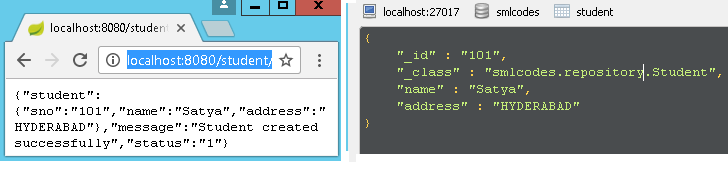 localhost:8080/student
localhost:8080/student/
{"student":
{"sno":"101","name":"Satya","address":"
HYDERABAD"},"message":"Student created
successfully","status":"1"}
localhost:27017 smlcodes student
{
"_id" : "101",
"_class" : "smlcodes.repository.Student",
"name" : "Satya",
"address" : "HYDERABAD"
}